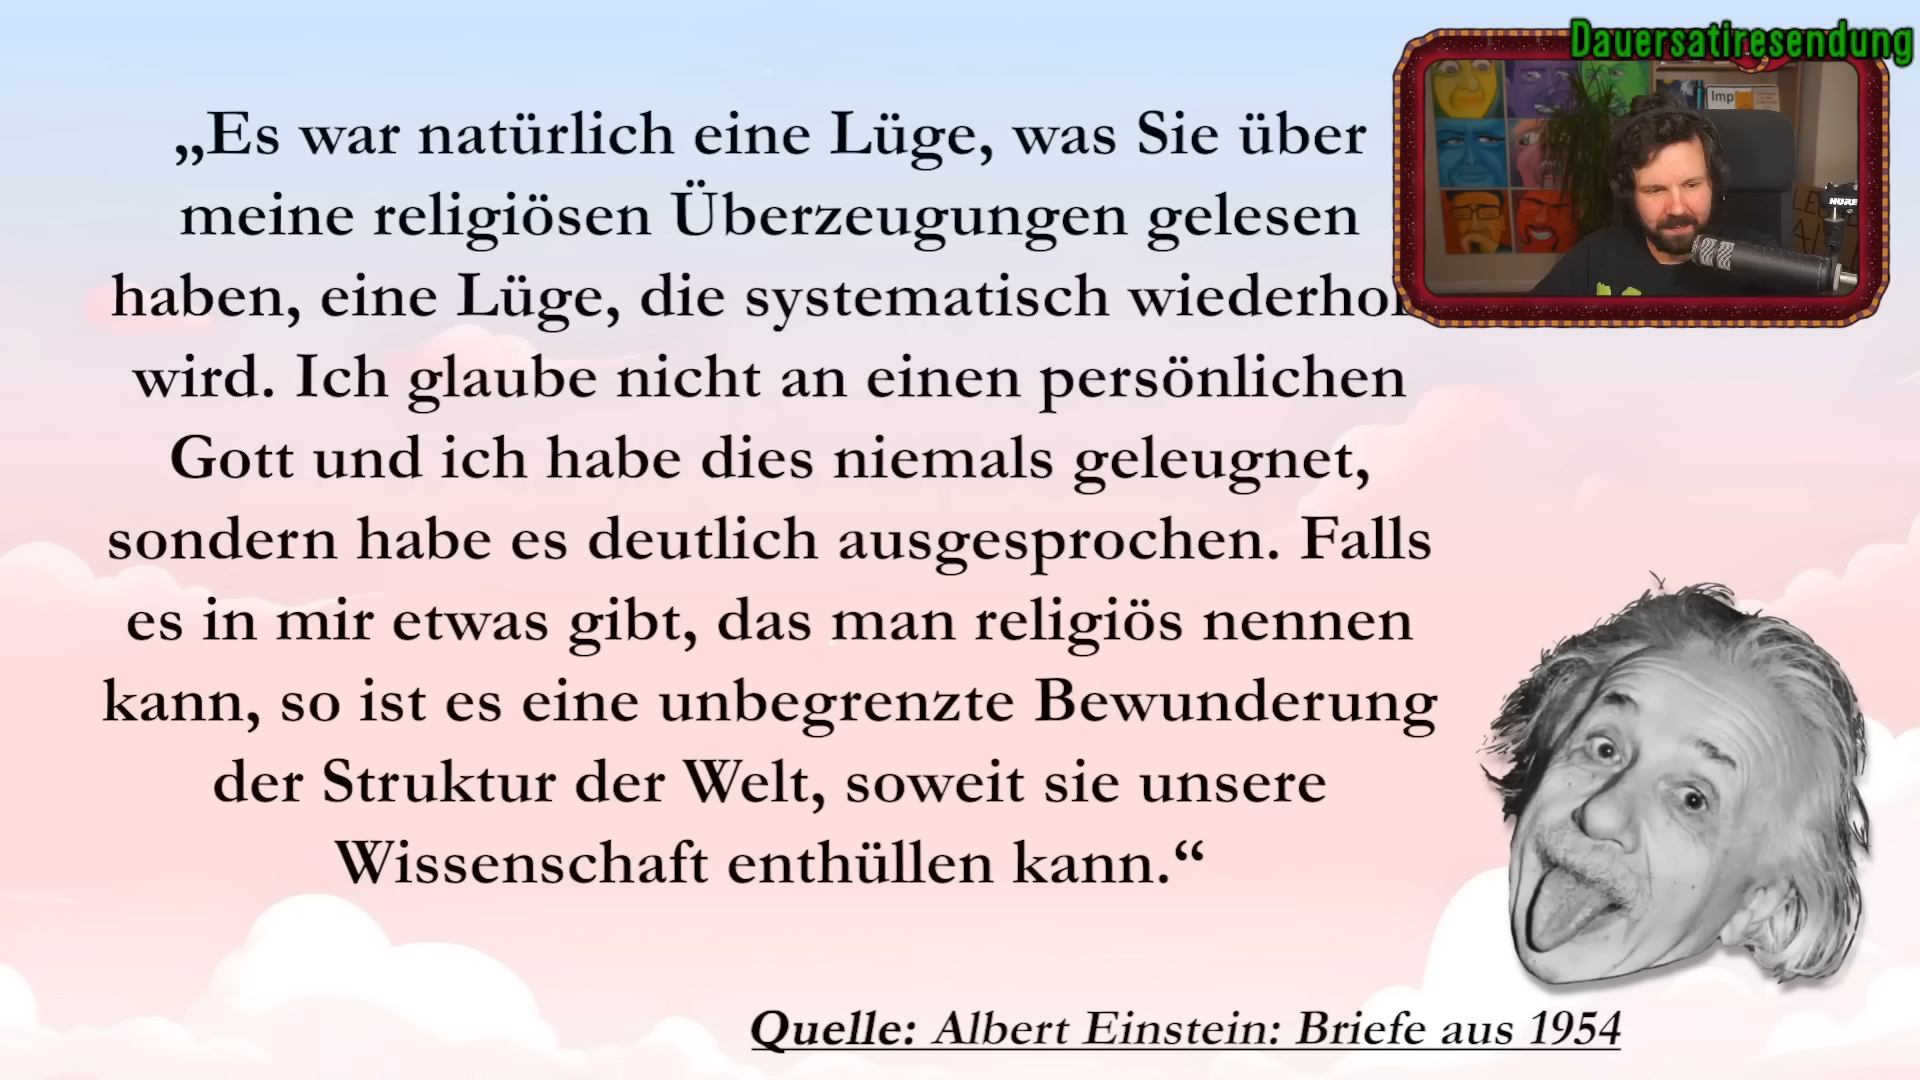 Dauersatiresendung
„Es war natürlich eine Lüge, was Sie über
meine religiösen Überzeugungen gelesen
haben, eine Lüge, die systematisch
wird. Ich glaube nicht an einen persönlichen
Gott und ich habe dies niemals geleugnet,
sondern habe es deutlich ausgesprochen. Falls
es in mir etwas gibt, das man religiös nennen
kann, so ist es eine unbegrenzte Bewunderung
der Struktur der Welt, soweit sie unsere
Wissenschaft enthüllen kann.“
Quelle: Albert Einstein: Briefe aus 1954